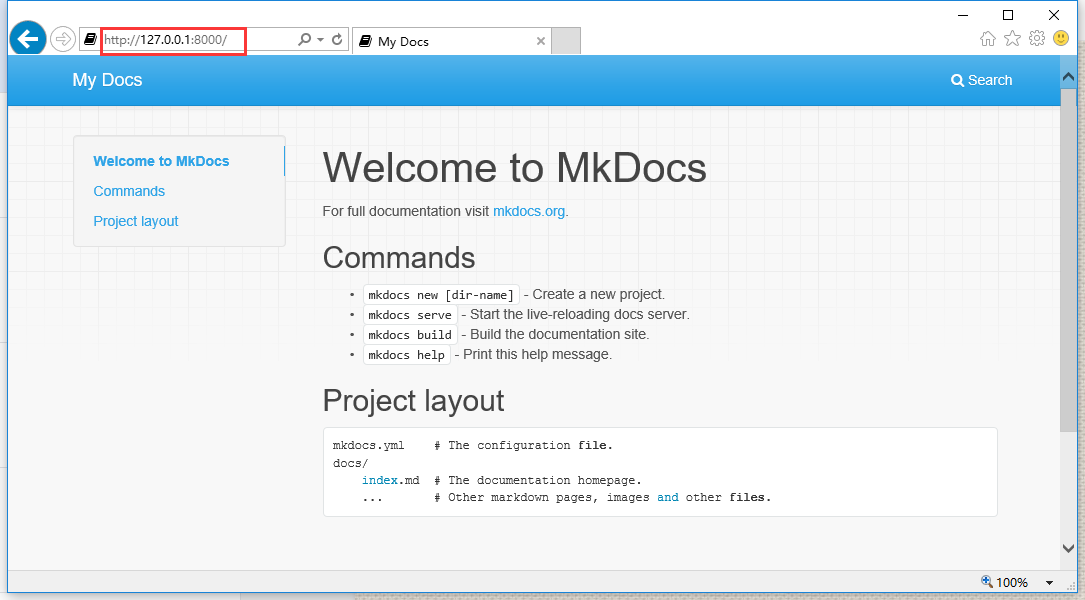 http://127.0.0.1:8000/
My Docs
My Docs
Search
Welcome to MkDocs
Commands
Project layout
Welcome to MkDocs
For full documentation visit mkdocs.org.
Commands
• mkdocs new [dir-name] - Create a new project.
• mkdocs serve - Start the live-reloading docs server.
• mkdocs build - Build the documentation site.
• mkdocs help - Print this help message.
Project layout
mkdocs.yml    # The configuration file.
docs/
    index.md  # The documentation homepage.
    ...       # Other markdown pages, images and other files.
100%